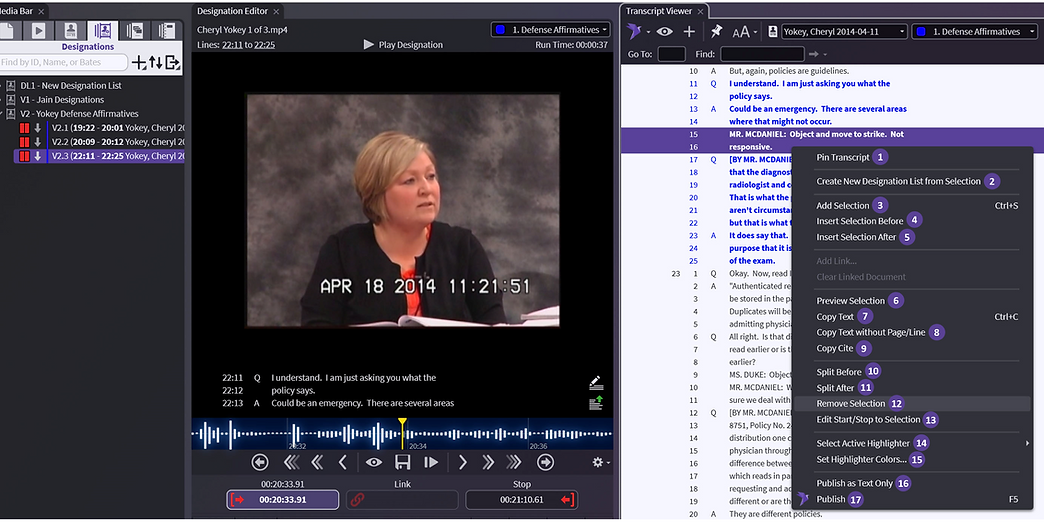 Media Bar ×
Designations
Find by ID, Name, or Dates
DL1 - New Designation List
V1 - Jain Designations
V2 - Yokey Defense Affirmatives
V2.1 (19:22 - 20:01 Yokey, Cheryl 20
V2.2 (20:09 - 20:12 Yokey, Cheryl 20
V2.3 (22:11 - 22:25 Yokey, Cheryl 20
Designation Editor ×
Cheryl Yokey 1 of 3.mp4
1. Defense Affirmatives
Lines: 22:11 to 22:25
Play Designation
Run Time: 00:00:37
APR 18 2014 11:21:51
22:11 Q I understand. I am just asking you what the
22:12 policy says.
22:13 A Could be an emergency. There are several areas
20:32
20:34
20:36
00:20:33.91 Link Stop
00:20:33.91 00:21:10.61
Transcript Viewer ×
AA
Yokey, Cheryl 2014-04-11
1. Defense Affirmatives
Go To: Find:
10 A But, again, policies are guidelines.
11 Q I understand. I am just asking you what the
12 policy says.
13 A Could be an emergency. There are several areas
14 where that might not occur.
15 MR. MCDANIEL: Object and move to strike. Not
16 responsive.
17 Q [BY MR. MCDANIE
18 that the diagnost
19 radiologist and c
20 That is what the
21 aren't circumstan
22 but that is what
23 A It does say that.
24 purpose that it is
25 of the exam.
23 1 Q Okay. Now, read
2 A "Authenticated re
3 be stored in the pa
4 Duplicates will be
5 admitting physici
6 Q All right. Is that d
7 read earlier or is t
8 earlier?
9 MS. DUKE: Object
10 MR. MCDANIEL: W
11 sure we deal with
12 Q [BY MR. MCDANIE
13 8751, Policy No. 2
14 distribution one c
15 physician through
16 difference betwee
17 which reads in par
18 requesting and ad
19 different or are th
20 A They are different policies.
Pin Transcript 1
Create New Designation List from Selection 2
Add Selection 3 Ctrl+S
Insert Selection Before 4
Insert Selection After 5
Add Link...
Clear Linked Document
Preview Selection 6
Copy Text 7 Ctrl+C
Copy Text without Page/Line 8
Copy Cite 9
Split Before 10
Split After 11
Remove Selection 12
Edit Start/Stop to Selection 13
Select Active Highlighter 14
Set Highlighter Colors... 15
Publish as Text Only 16
Publish 17 F5